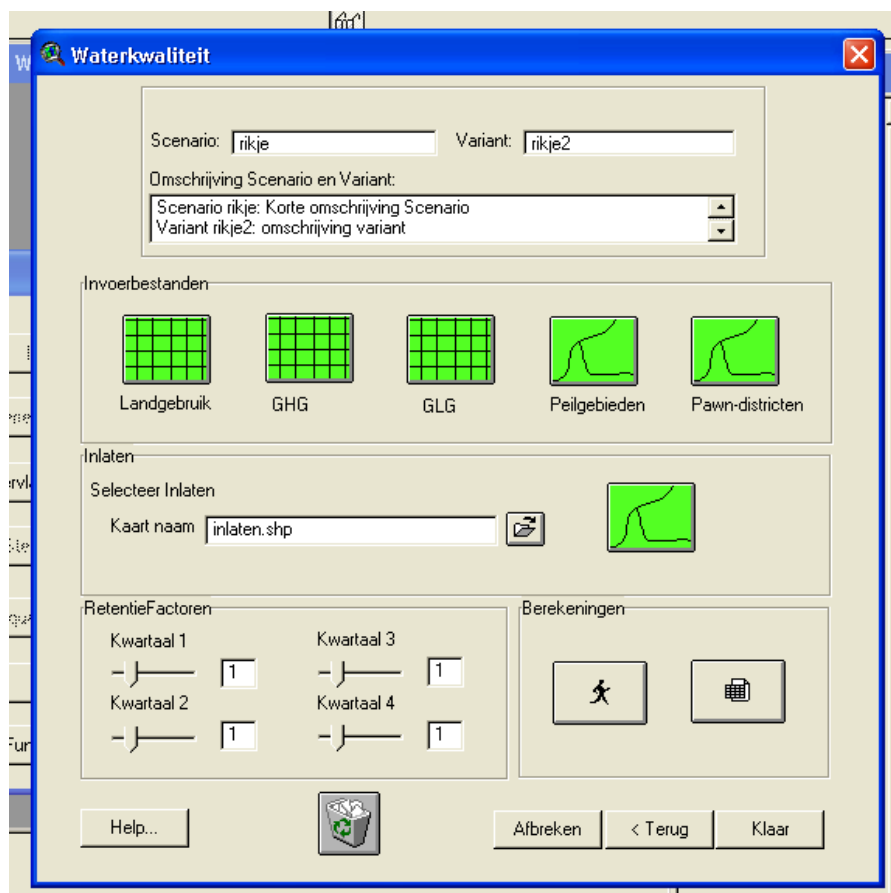 Waterkwaliteit
Scenario: rikje Variant: rikje2
Omschrijving Scenario en Variant:
Scenario rikje: Korte omschrijving Scenario
Variant rikje2: omschrijving variant
Invoerbestanden
Landgebruik GHG GLG Peilgebieden Pawn-districten
Inlaten
Selecteer Inlaten
Kaart naam inlaten.shp
RetentieFactoren Berekeningen
Kwartaal 1 Kwartaal 3
1 1
Kwartaal 2 Kwartaal 4
1 1
Help... Afbreken < Terug Klaar